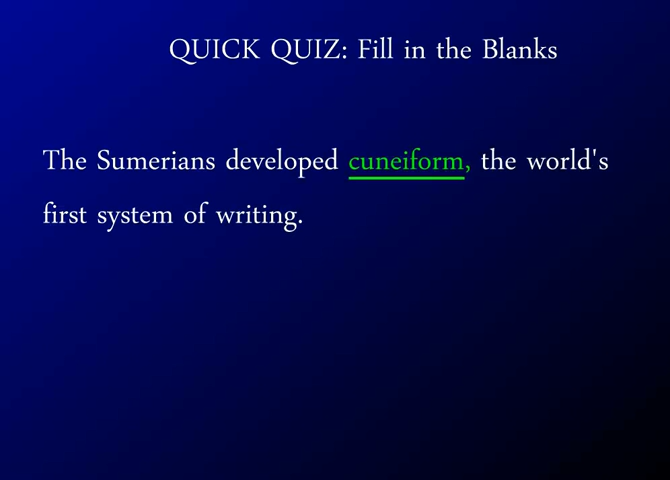 QUICK QUIZ: Fill in the Blanks
The Sumerians developed cuneiform, the world's
first system of writing.